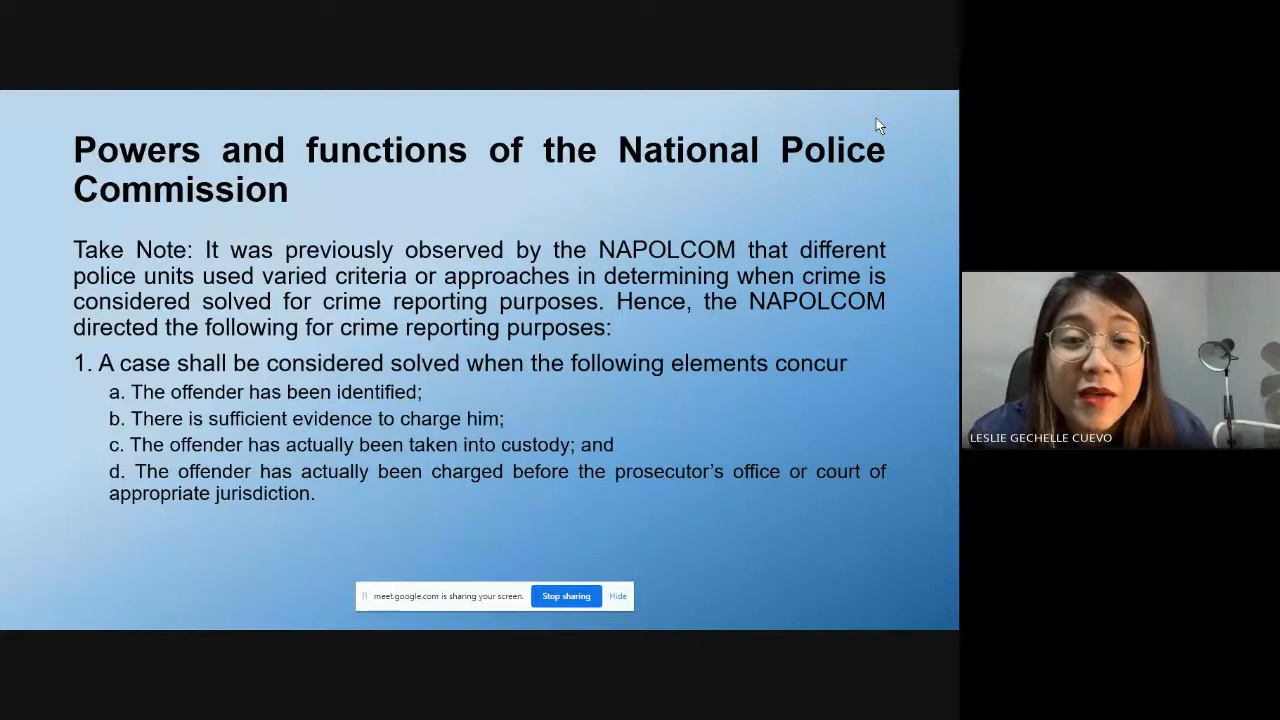 Powers and functions of the National Police
Commission
Take Note: It was previously observed by the NAPOLCOM that different
police units used varied criteria or approaches in determining when crime is
considered solved for crime reporting purposes. Hence, the NAPOLCOM
directed the following for crime reporting purposes:
1. A case shall be considered solved when the following elements concur
a. The offender has been identified;
b. There is sufficient evidence to charge him;
c. The offender has actually been taken into custody; and
d. The offender has actually been charged before the prosecutor’s office or court of
appropriate jurisdiction.
meet.google.com is sharing your screen. Stop sharing Hide
LESLIE GECHELLE CUEVO